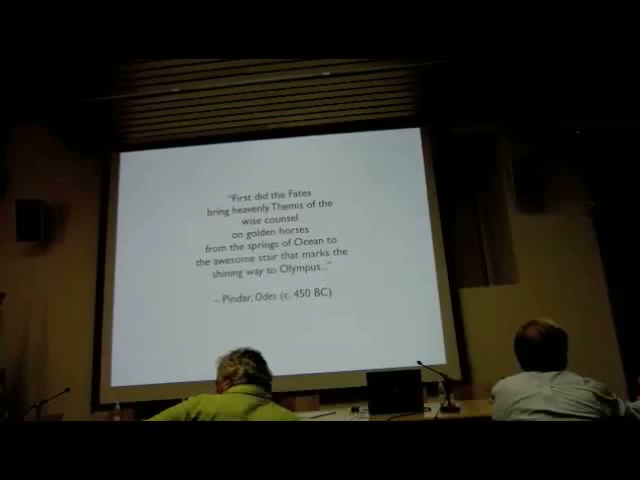 "First did the Fates
bring heavenly Themis of the
wise counsel
on golden horses
from the springs of Ocean to
the awesome stair that marks the
shining way to Olympus..."
– Pindar, Odes (c. 450 BC)